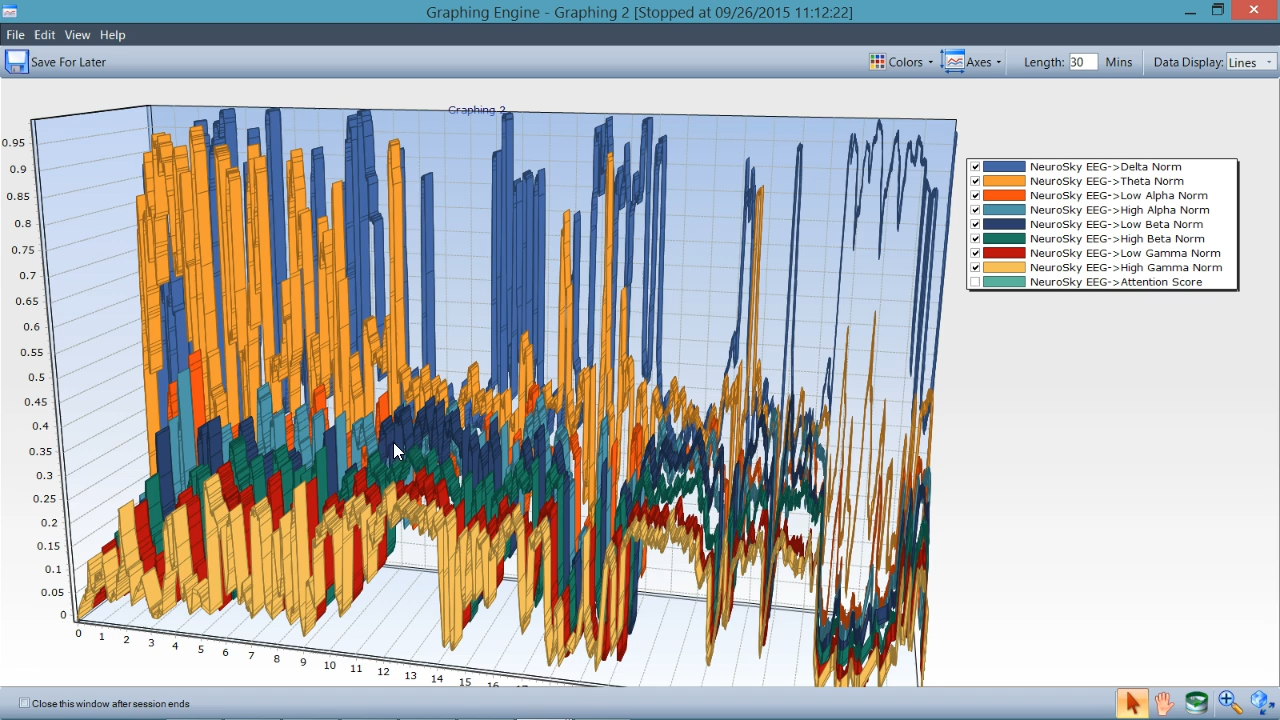 Graphing Engine - Graphing 2 [Stopped at 09/26/2015 11:12:22]
File Edit View Help
Save For Later
Colors
Axes
Length: 30 Mins
Data Display: Lines
Graphing 2
0.95
0.9
0.85
0.8
0.75
0.7
0.65
0.6
0.55
0.5
0.45
0.4
0.35
0.3
0.25
0.2
0.15
0.1
0.05
0
0 1 2 3 4 5 6 7 8 9 10 11 12 13 14 15 16
NeuroSky EEG->Delta Norm
NeuroSky EEG->Theta Norm
NeuroSky EEG->Low Alpha Norm
NeuroSky EEG->High Alpha Norm
NeuroSky EEG->Low Beta Norm
NeuroSky EEG->High Beta Norm
NeuroSky EEG->Low Gamma Norm
NeuroSky EEG->High Gamma Norm
NeuroSky EEG->Attention Score
Close this window after session ends